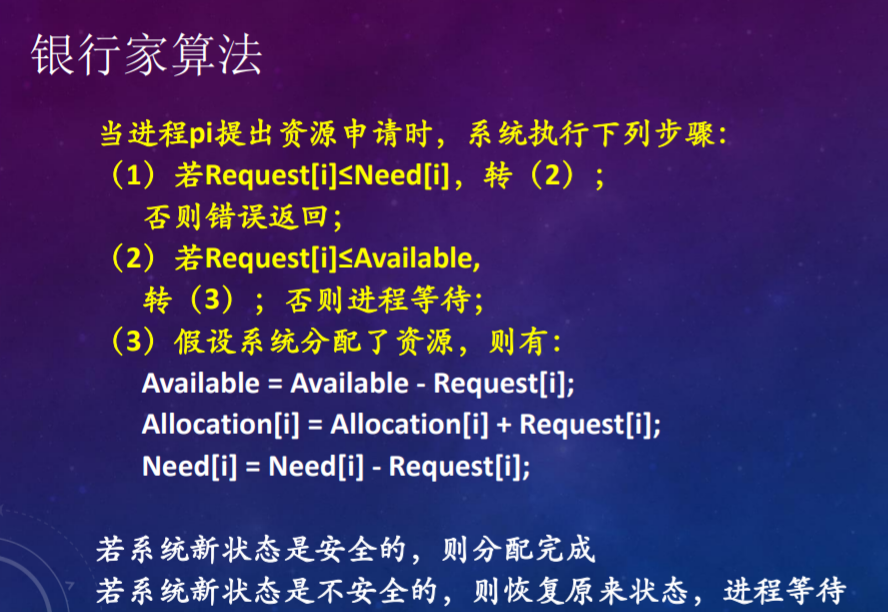 银行家算法
当进程pi提出资源申请时，系统执行下列步骤：
（1）若Request[i]≤Need[i]，转（2）；
否则错误返回；
（2）若Request[i]≤Available,
转（3）；否则进程等待；
（3）假设系统分配了资源，则有：
Available = Available - Request[i];
Allocation[i] = Allocation[i] + Request[i];
Need[i] = Need[i] - Request[i];
若系统新状态是安全的，则分配完成
若系统新状态是不安全的，则恢复原来状态，进程等待